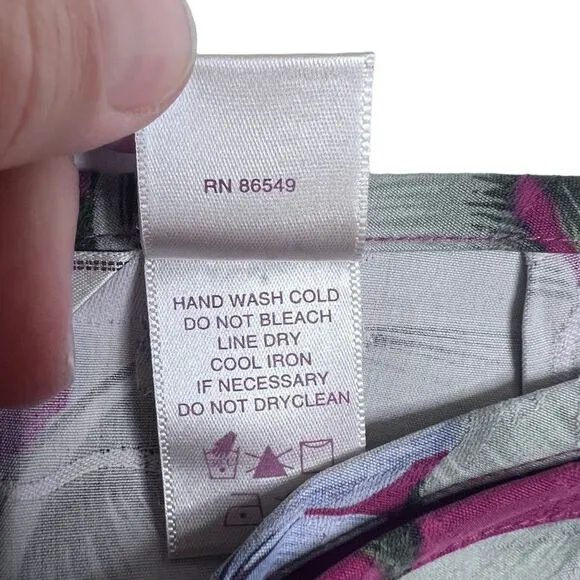 RN 86549
HAND WASH COLD
DO NOT BLEACH
LINE DRY
COOL IRON
IF NECESSARY
DO NOT DRYCLEAN